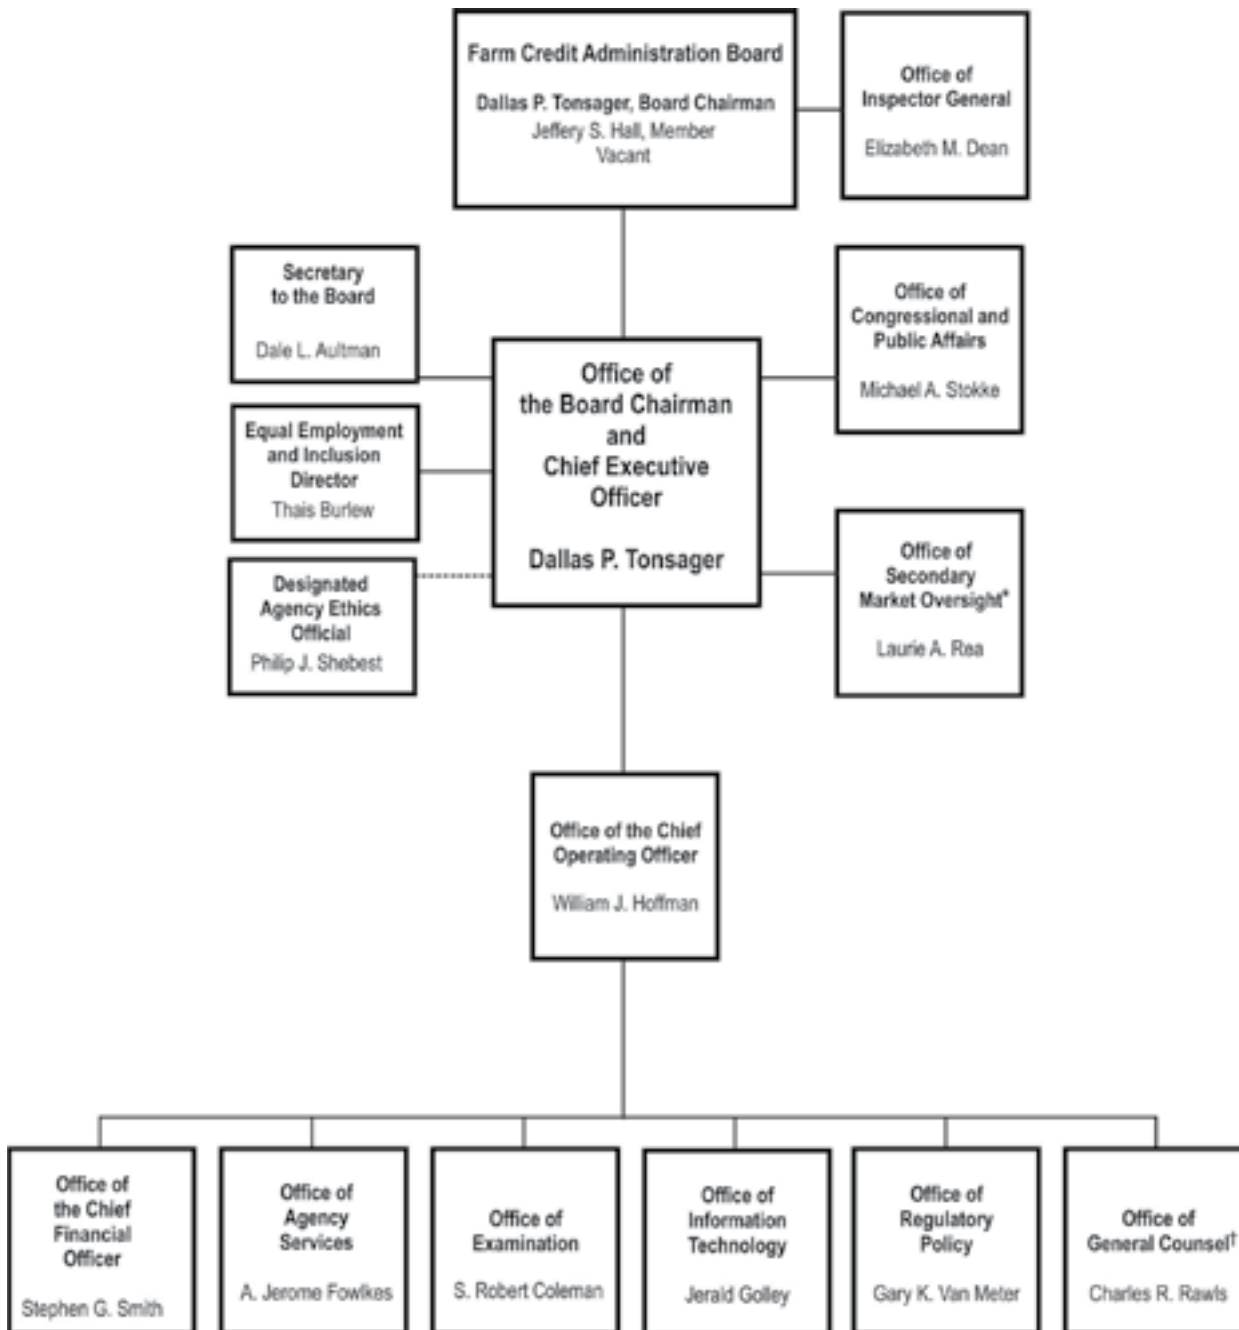 Farm Credit Administration Board
Dallas P. Tonsager, Board Chairman
Jeffery S. Hall, Member
Vacant
Office of
Inspector General
Elizabeth M. Dean
Secretary
to the Board
Dale L. Aultman
Office of
Congressional and
Public Affairs
Michael A. Stokke
Office of
the Board Chairman
and
Chief Executive
Officer
Dallas P. Tonsager
Equal Employment
and Inclusion
Director
Thais Burlew
Designated
Agency Ethics
Official
Philip J. Shebest
Office of
Secondary
Market Oversight*
Laurie A. Rea
Office of the Chief
Operating Officer
William J. Hoffman
Office of
the Chief
Financial
Officer
Stephen G. Smith
Office of
Agency
Services
A. Jerome Fowlkes
Office of
Examination
S. Robert Coleman
Office of
Information
Technology
Jerald Golley
Office of
Regulatory
Policy
Gary K. Van Meter
Office of
General Counsel†
Charles R. Rawls